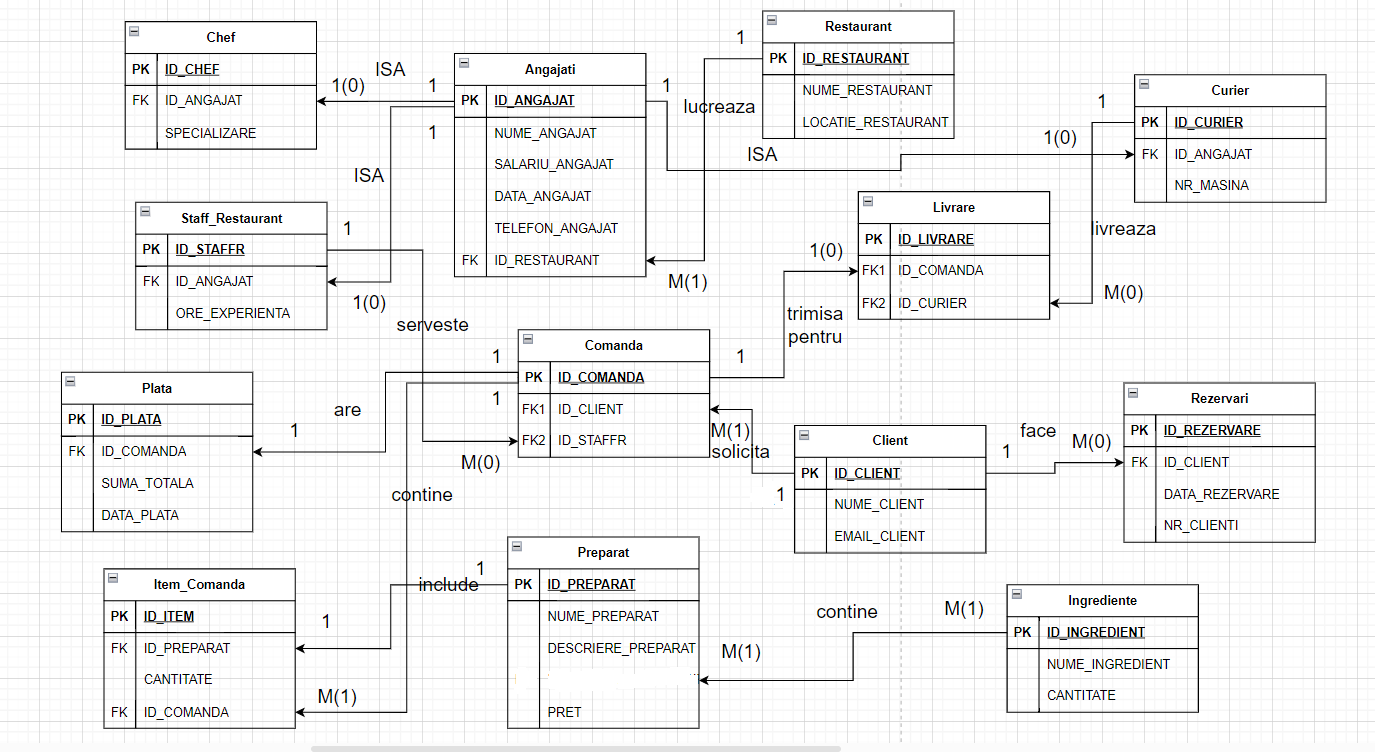 Chef
PK ID_CHEF
FK ID_ANGAJAT
SPECIALIZARE
ISA
1(0)
1
1
Angajati
PK ID_ANGAJAT
NUME_ANGAJAT
SALARIU_ANGAJAT
DATA_ANGAJAT
TELEFON_ANGAJAT
FK ID_RESTAURANT
1
Restaurant
PK ID_RESTAURANT
NUME_RESTAURANT
LOCATIE_RESTAURANT
1
lucreaza
M(1)
ISA
1(0)
Curier
PK ID_CURIER
FK ID_ANGAJAT
NR_MASINA
1
livreaza
M(0)
ISA
Staff_Restaurant
PK ID_STAFFR
FK ID_ANGAJAT
ORE_EXPERIENTA
1
1(0)
serveste
M(0)
Livrare
PK ID_LIVRARE
FK1 ID_COMANDA
FK2 ID_CURIER
1(0)
trimisa
pentru
1
Comanda
PK ID_COMANDA
FK1 ID_CLIENT
FK2 ID_STAFFR
1
1
Plata
PK ID_PLATA
FK ID_COMANDA
SUMA_TOTALA
DATA_PLATA
are
1
M(1)
solicita
1
Client
PK ID_CLIENT
NUME_CLIENT
EMAIL_CLIENT
1
face
M(0)
Rezervari
PK ID_REZERVARE
FK ID_CLIENT
DATA_REZERVARE
NR_CLIENTI
contine
Item_Comanda
PK ID_ITEM
FK ID_PREPARAT
CANTITATE
FK ID_COMANDA
1
M(1)
include
1
Preparat
PK ID_PREPARAT
NUME_PREPARAT
DESCRIERE_PREPARAT
PRET
M(1)
contine
M(1)
Ingrediente
PK ID_INGREDIENT
NUME_INGREDIENT
CANTITATE